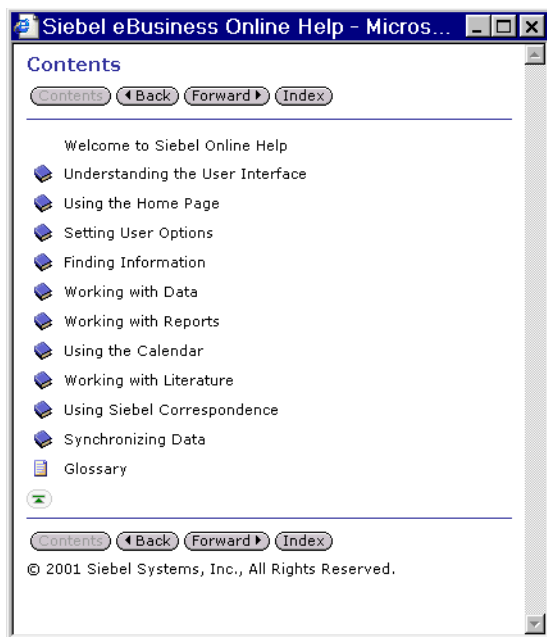 Siebel eBusiness Online Help - Micros...
Contents
Contents Back Forward Index
Welcome to Siebel Online Help
Understanding the User Interface
Using the Home Page
Setting User Options
Finding Information
Working with Data
Working with Reports
Using the Calendar
Working with Literature
Using Siebel Correspondence
Synchronizing Data
Glossary
Contents Back Forward Index
© 2001 Siebel Systems, Inc., All Rights Reserved.